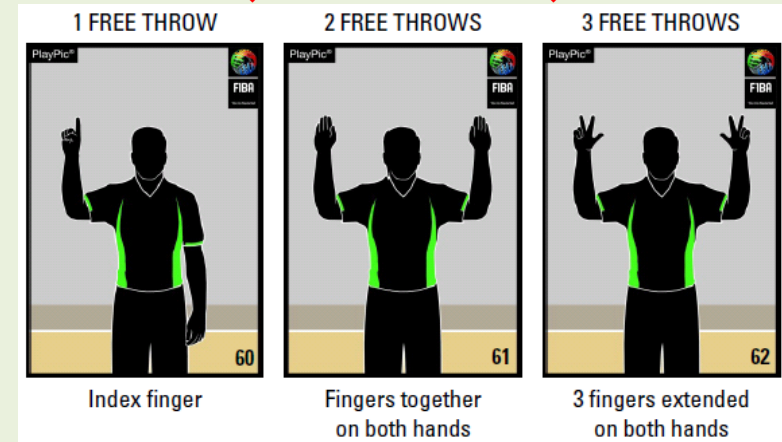 1 FREE THROW
2 FREE THROWS
3 FREE THROWS
PlayPic®
FIBA
PlayPic®
FIBA
PlayPic®
FIBA
60
61
62
Index finger
Fingers together
on both hands
3 fingers extended
on both hands